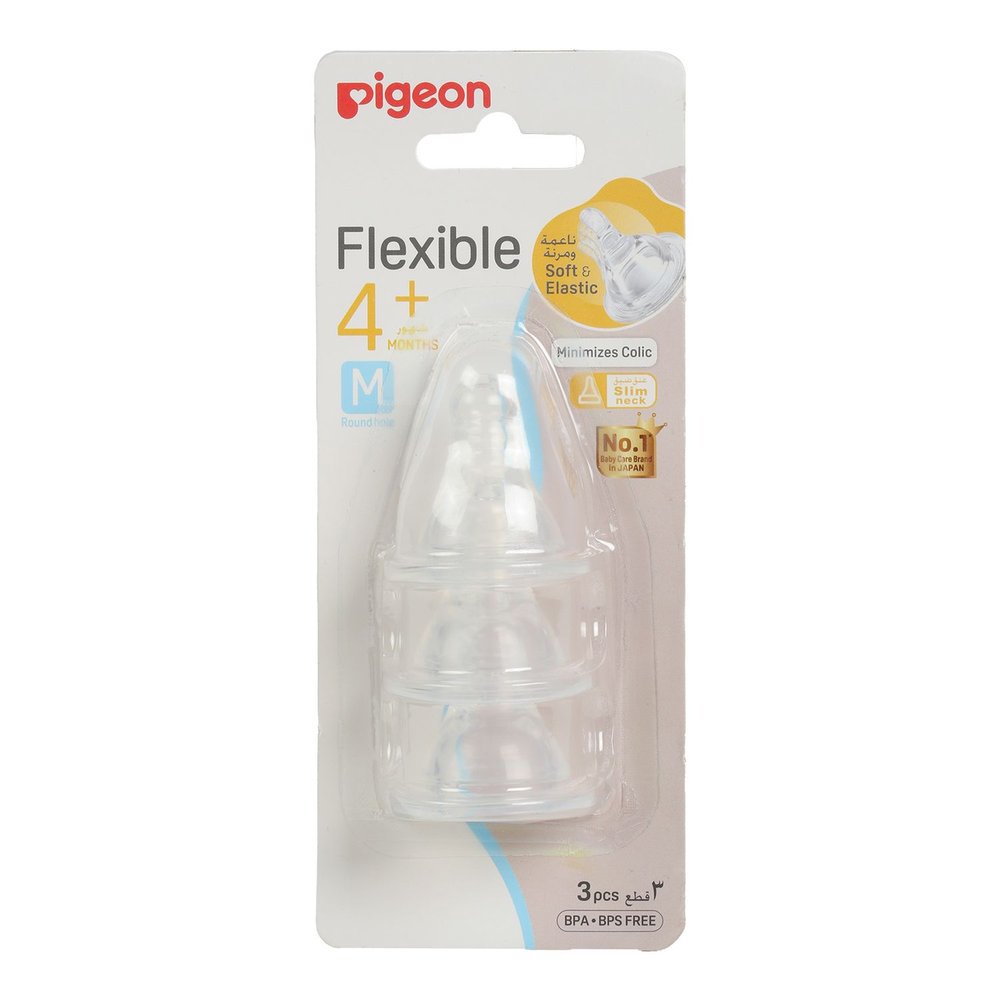 pigeon
Flexible
ناعمة
ومرنة
Soft &
Elastic
4+
شهور
MONTHS
Minimizes Colic
M
Round hole
عنق ضيق
Slim
neck
No.1
Baby Care Brand
in JAPAN
3pcs ٣ قطع
BPA • BPS FREE